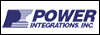 POWER
INTEGRATIONS, INC.